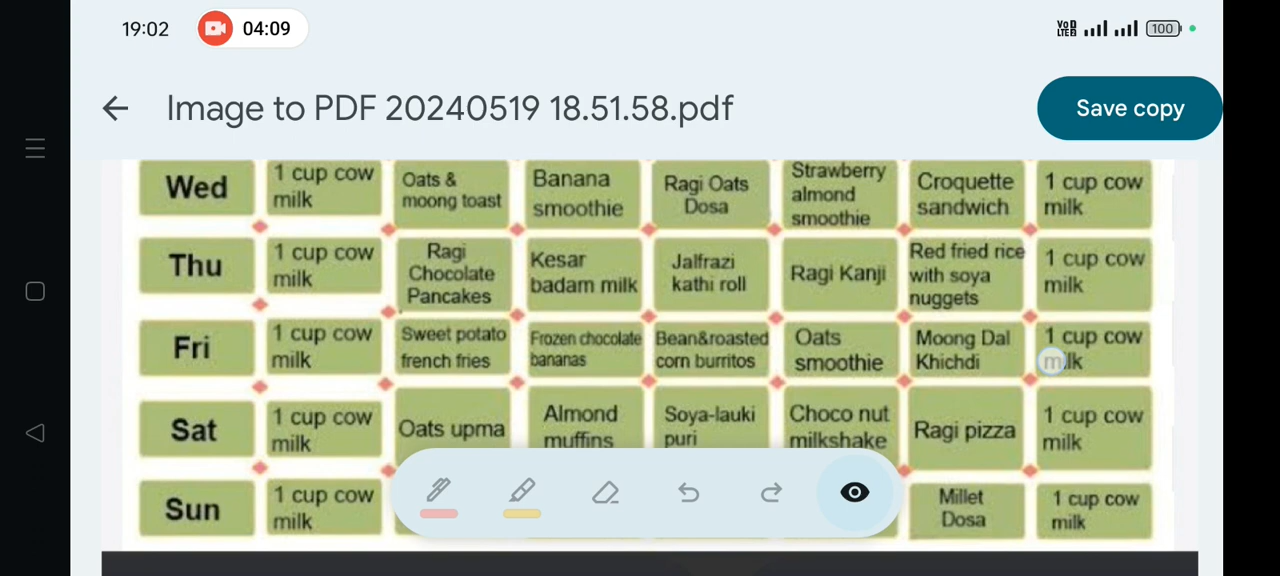 19:02
04:09
Vo D
LTE 2
100
Image to PDF 20240519 18.51.58.pdf
Save copy
Wed
1 cup cow
milk
Oats &
moong toast
Banana
smoothie
Ragi Oats
Dosa
Strawberry
almond
smoothie
Croquette
sandwich
1 cup cow
milk
Thu
1 cup cow
milk
Ragi
Chocolate
Pancakes
Kesar
badam milk
Jalfrazi
kathi roll
Ragi Kanji
Red fried rice
with soya
nuggets
1 cup cow
milk
Fri
1 cup cow
milk
Sweet potato
french fries
Frozen chocolate
bananas
Bean&roasted
corn burritos
Oats
smoothie
Moong Dal
Khichdi
1 cup cow
milk
Sat
1 cup cow
milk
Oats upma
Almond
muffins
Soya-lauki
puri
Choco nut
milkshake
Ragi pizza
1 cup cow
milk
Sun
1 cup cow
milk
Millet
Dosa
1 cup cow
milk